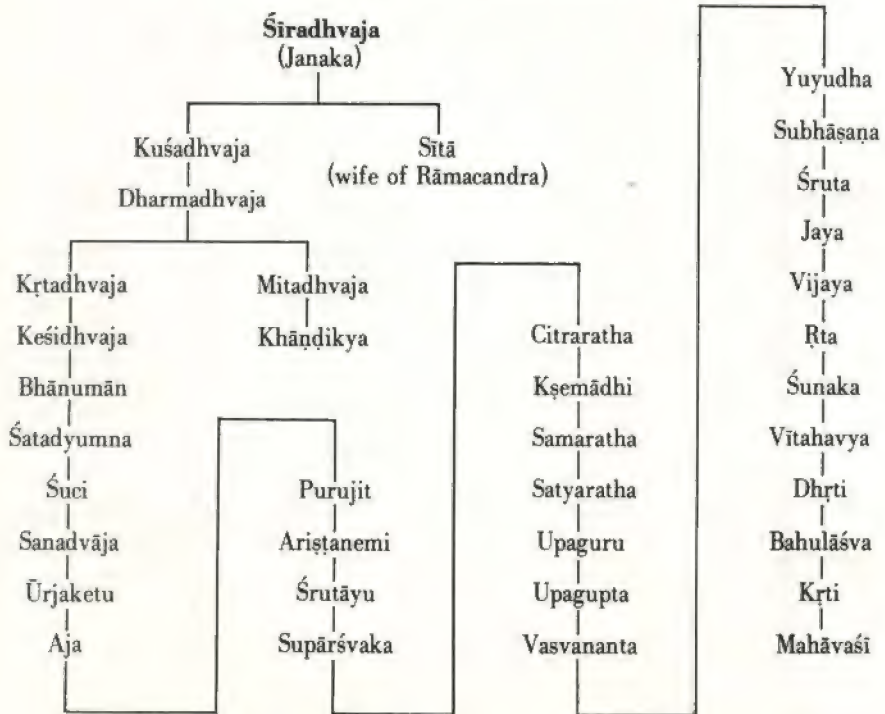 Śīradhvaja
(Janaka)
Kuśadhvaja
Sītā
(wife of Rāmacandra)
Dharmadhvaja
Kṛtadhvaja
Mitadhvaja
Keśidhvaja
Khāṇḍikya
Bhānumān
Śatadyumna
Śuci
Sanadvāja
Ūrjaketu
Aja
Purujit
Ariṣṭanemi
Śrutāyu
Supārśvaka
Citraratha
Kṣemādhi
Samaratha
Satyaratha
Upaguru
Upagupta
Vasvananta
Yuyudha
Subhāṣaṇa
Śruta
Jaya
Vijaya
Ṛta
Śunaka
Vītahavya
Dhṛti
Bahulāśva
Kṛti
Mahāvaśī